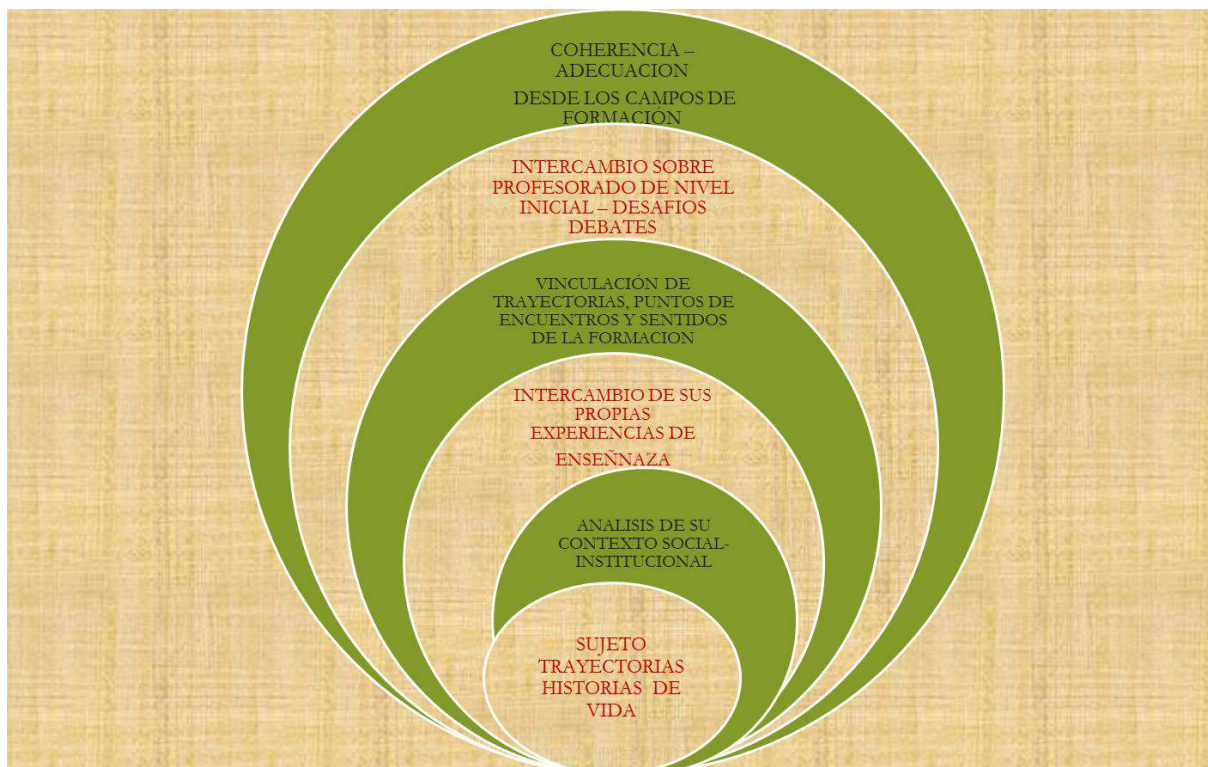 COHERENCIA –
ADECUACION
DESDE LOS CAMPOS DE
FORMACIÓN
INTERCAMBIO SOBRE
PROFESORADO DE NIVEL
INICIAL – DESAFIOS
DEBATES
VINCULACIÓN DE
TRAYECTORIAS, PUNTOS DE
ENCUENTROS Y SENTIDOS
DE LA FORMACION
INTERCAMBIO DE SUS
PROPIAS
EXPERIENCIAS DE
ENSEÑNAZA
ANALISIS DE SU
CONTEXTO SOCIAL-
INSTITUCIONAL
SUJETO
TRAYECTORIAS
HISTORIAS DE
VIDA